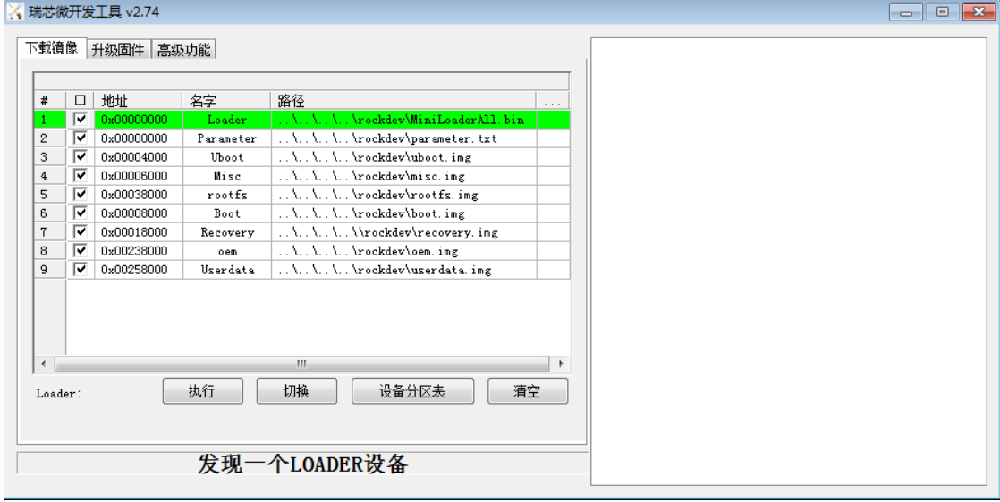 瑞芯微开发工具 v2.74
下载镜像 升级固件 高级功能
# 地址 名字 路径 ...
1 0x00000000 Loader ..\..\..\..\rockdev\MiniLoaderAll.bin
2 0x00000000 Parameter ..\..\..\..\rockdev\parameter.txt
3 0x00004000 Uboot ..\..\..\..\rockdev\uboot.img
4 0x00006000 Misc ..\..\..\..\rockdev\misc.img
5 0x00038000 rootfs ..\..\..\..\rockdev\rootfs.img
6 0x00008000 Boot ..\..\..\..\rockdev\boot.img
7 0x00018000 Recovery ..\..\..\..\\rockdev\recovery.img
8 0x00238000 oem ..\..\..\..\rockdev\oem.img
9 0x00258000 Userdata ..\..\..\..\rockdev\userdata.img
Loader: 执行 切换 设备分区表 清空
发现一个LOADER设备